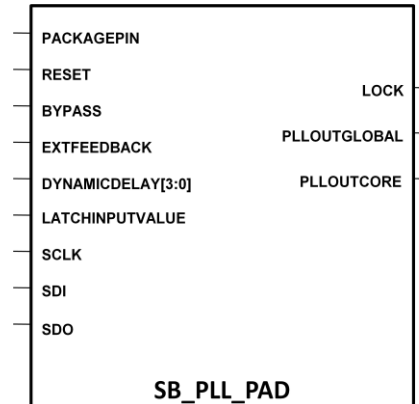 PACKAGEPIN
RESET
BYPASS
EXTFEEDBACK
DYNAMICDELAY[3:0]
LATCHINPUTVALUE
SCLK
SDI
SDO
LOCK
PLLOUTGLOBAL
PLLOUTCORE
SB_PLL_PAD